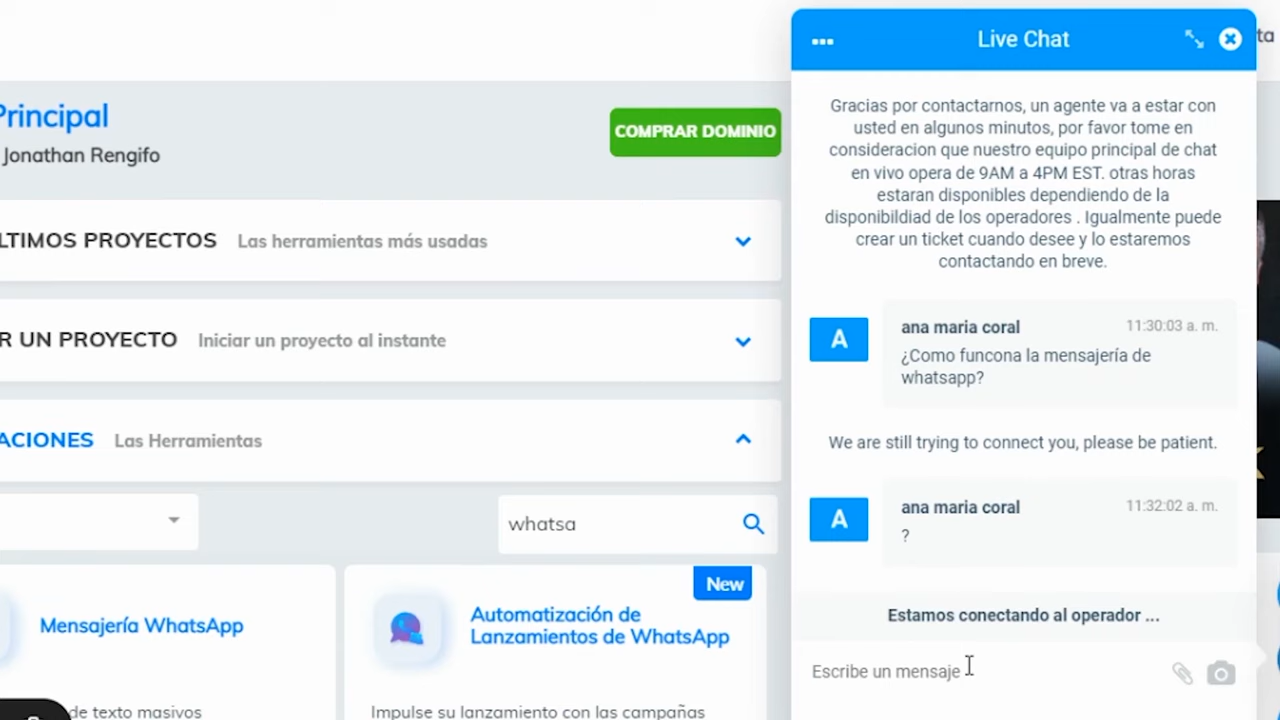 Principal
Jonathan Rengifo
COMPRAR DOMINIO
LTIMOS PROYECTOS Las herramientas más usadas
R UN PROYECTO Iniciar un proyecto al instante
ACIONES Las Herramientas
whatsa
Mensajería WhatsApp
de texto masivos
New
Automatización de
Lanzamientos de WhatsApp
Impulse su lanzamiento con las campañas
Live Chat
ta
Gracias por contactarnos, un agente va a estar con
usted en algunos minutos, por favor tome en
consideracion que nuestro equipo principal de chat
en vivo opera de 9AM a 4PM EST. otras horas
estaran disponibles dependiendo de la
disponibildiad de los operadores . Igualmente puede
crear un ticket cuando desee y lo estaremos
contactando en breve.
A
ana maria coral 11:30:03 a. m.
¿Como funcona la mensajería de
whatsapp?
We are still trying to connect you, please be patient.
A
ana maria coral 11:32:02 a. m.
?
Estamos conectando al operador ...
Escribe un mensaje